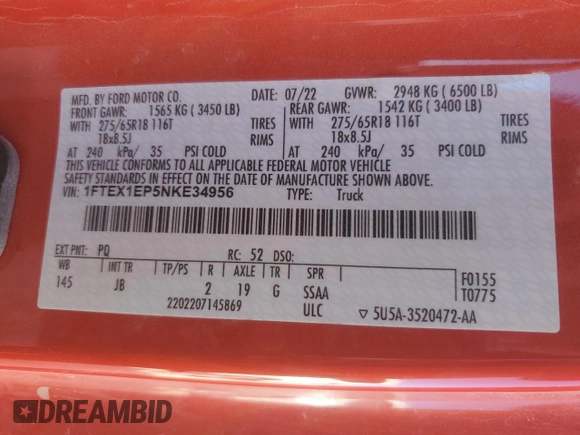 MFD. BY FORD MOTOR CO. DATE: 07/22 GVWR: 2948 KG ( 6500 LB)
FRONT GAWR: 1565 KG ( 3450 LB) REAR GAWR: 1542 KG ( 3400 LB)
WITH 275/65R18 116T TIRES WITH 275/65R18 116T TIRES
18x8.5J RIMS 18x8.5J RIMS
AT 240 kPa/ 35 PSI COLD AT 240 kPa/ 35 PSI COLD
THIS VEHICLE CONFORMS TO ALL APPLICABLE FEDERAL MOTOR VEHICLE
SAFETY STANDARDS IN EFFECT ON THE DATE OF MANUFACTURE SHOWN ABOVE.
VIN: 1FTEX1EP5NKE34956 TYPE: Truck
EXT PNT: PQ RC: 52 DSO:
WB INT TR TP/PS R AXLE TR SPR
145 JB 2 19 G SSAA
F0155
T0775
2202207145869 ULC ▽ 5U5A-3520472-AA
DREAMBID